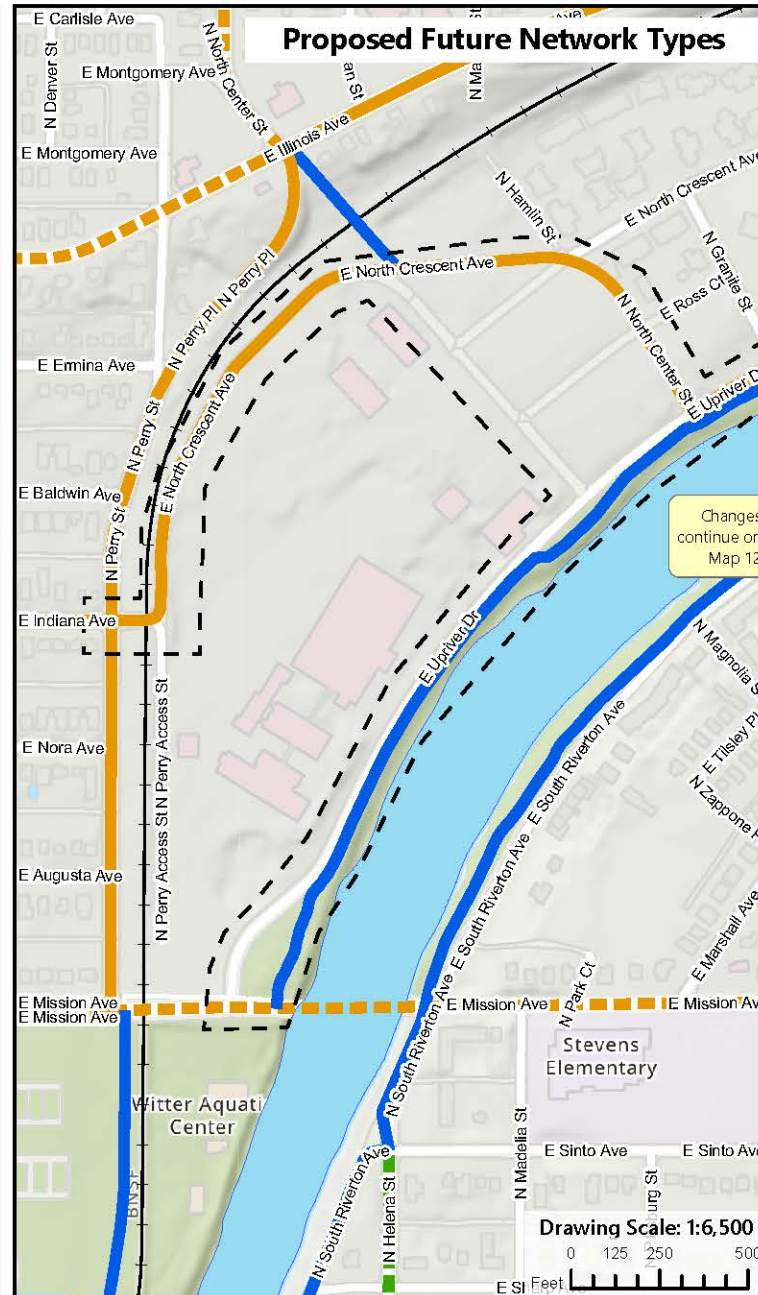 Proposed Future Network Types
E Carlisle Ave
N Denver St
E Montgomery Ave
N North Center St
Ave
E Montgomery Ave
E Illinois Ave
N Hamlin St
E North Crescent Ave
N Granite St
E North Crescent Ave
N Perry Pl
N Perry Pl
E Ross Ct
N North Center St
E Ermina Ave
E Upriver D
N Perry St
E North Crescent Ave
E Baldwin Ave
N Perry St
Changes
continue on
Map 12
E Indiana Ave
E Upriver Dr
N Magnolia S
E Tilsley Pl
N Zappone
E Nora Ave
N Perry Access St
N Perry Access St
E South Riverton Ave
E South Riverton Ave
E Augusta Ave
E South Riverton Ave
E Marshall Ave
E Mission Ave
E Mission Ave
E Mission Ave
E Mission Av
N Park Ct
Stevens
Elementary
N South Riverton Ave
Witter Aquati
Center
BNSF
N Madelia St
E Sinto Ave
E Sinto Av
N South Riverton Ave
N Helena St
burg St
Drawing Scale: 1:6,500
0 125 250 500
Feet
E Sh